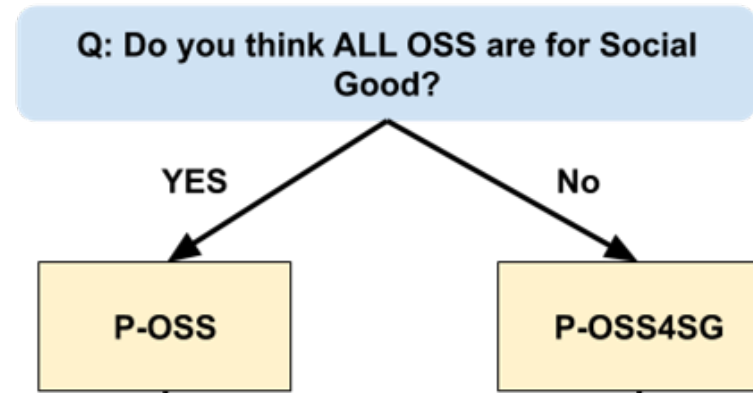 Q: Do you think ALL OSS are for Social
Good?
YES
No
P-OSS
P-OSS4SG